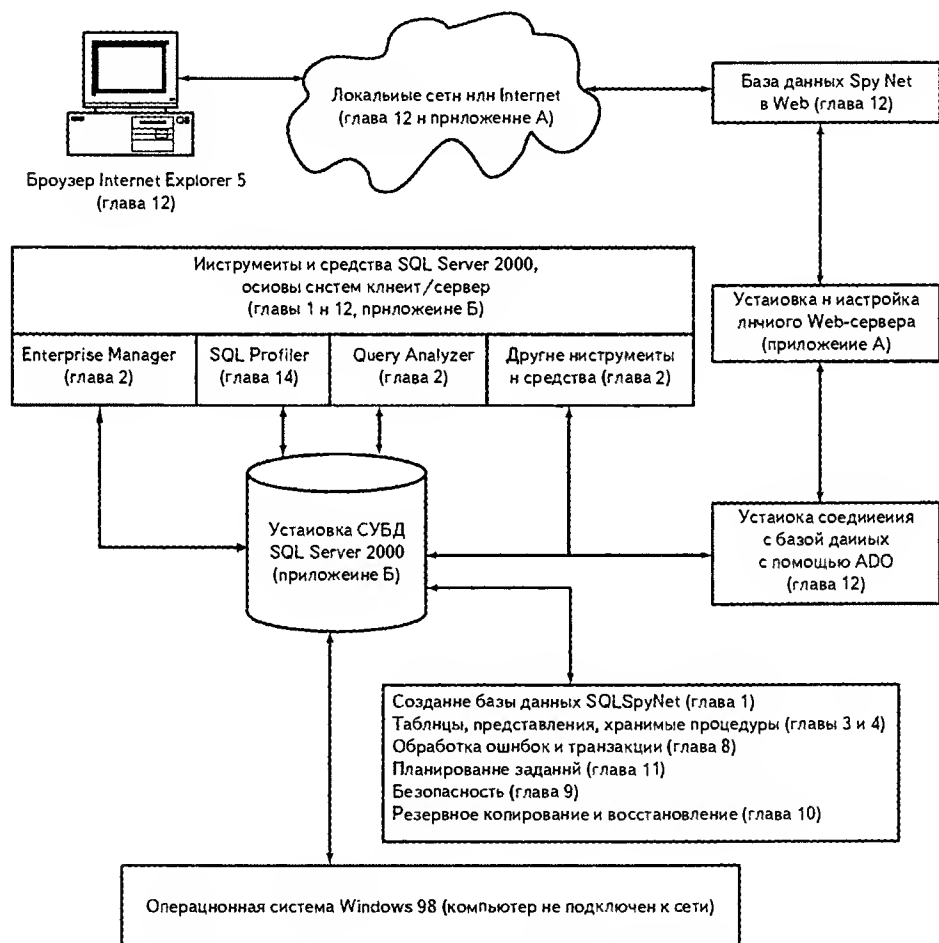 Локальные сети или Internet
(глава 12 и приложение А)
База данных Spy Net
в Web (глава 12)
Броузер Internet Explorer 5
(глава 12)
Инструменты и средства SQL Server 2000,
основы систем клиент/сервер
(главы 1 и 12, приложение Б)
Enterprise Manager
(глава 2)
SQL Profiler
(глава 14)
Query Analyzer
(глава 2)
Другие инструменты
и средства (глава 2)
Установка и настройка
личного Web-сервера
(приложение А)
Установка СУБД
SQL Server 2000
(приложение Б)
Устаиока соединения
с базой данных
с помощью ADO
(глава 12)
Создание базы данных SQLSpyNet (глава 1)
Таблицы, представления, хранимые процедуры (главы 3 и 4)
Обработка ошибок и транзакции (глава 8)
Планирование заданий (глава 11)
Безопасность (глава 9)
Резервное копирование и восстановление (глава 10)
Операционная система Windows 98 (компьютер не подключен к сети)